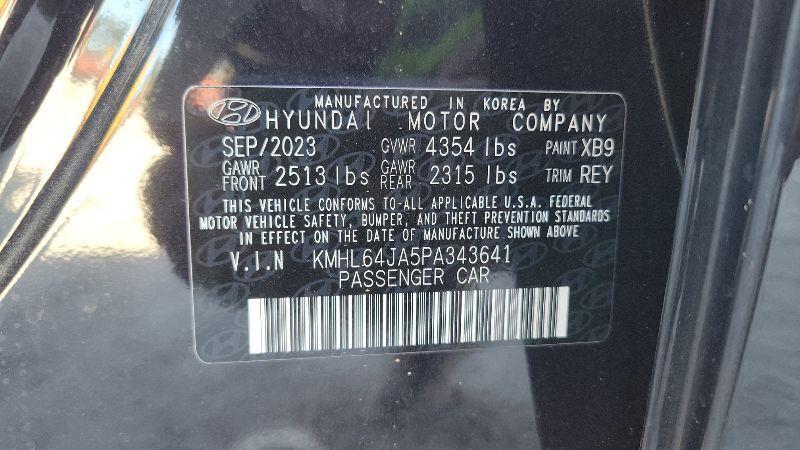 MANUFACTURED IN KOREA BY
HYUNDAI MOTOR COMPANY
SEP/2023 GVWR 4354 lbs PAINT XB9
GAWR FRONT 2513 lbs GAWR REAR 2315 lbs TRIM REY
THIS VEHICLE CONFORMS TO-ALL APPLICABLE U.S.A. FEDERAL
MOTOR VEHICLE SAFETY, BUMPER, AND THEFT PREVENTION STANDARDS
IN EFFECT ON THE DATE OF MANUFACTURE SHOWN ABOVE
V.I.N KMHL64JA5PA343641
PASSENGER CAR